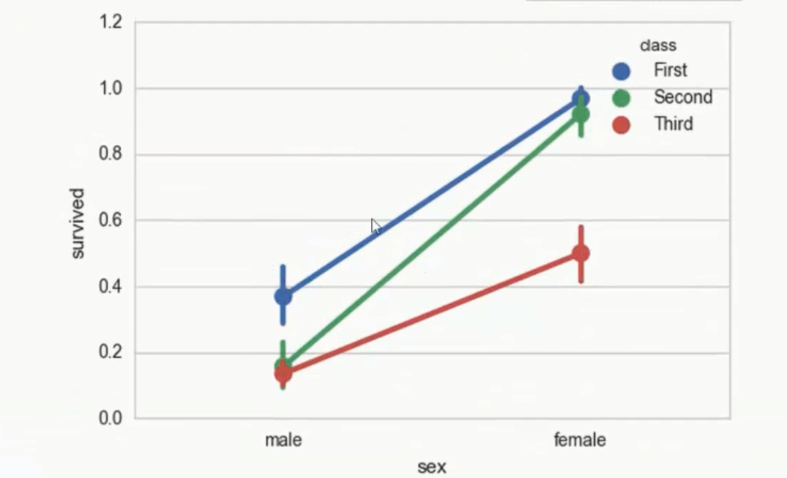 1.2
1.0
0.8
0.6
0.4
0.2
0.0
survived
male
female
sex
class
First
Second
Third